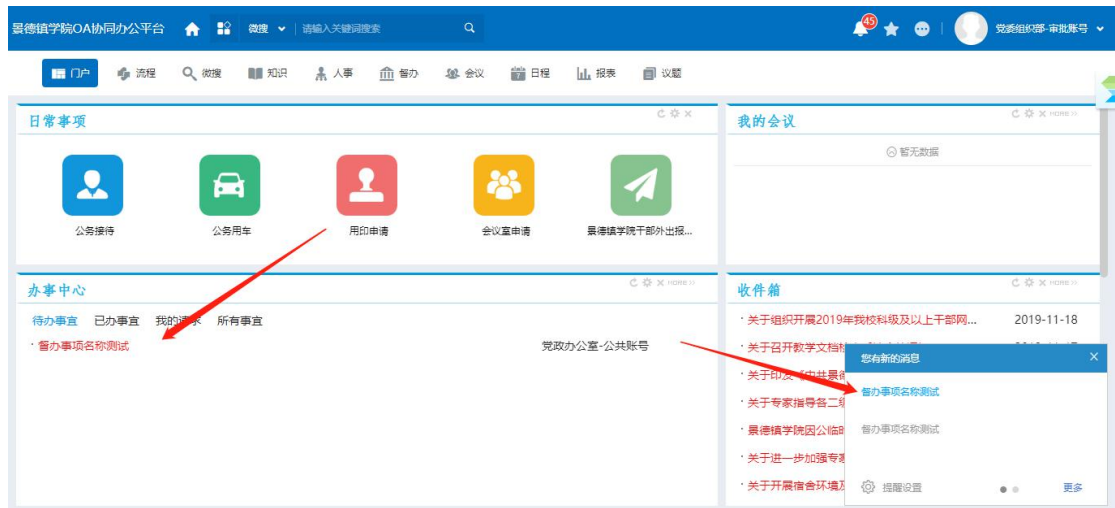 景德镇学院OA协同办公平台 微搜 请输入关键词搜索 45 党委组织部-审批账号
门户 流程 微搜 知识 人事 督办 会议 日程 报表 议题
日常事项
公务接待 公务用车 用印申请 会议室申请 景德镇学院干部外出报...
我的会议 MORE>>
暂无数据
办事中心 MORE>>
待办事宜 已办事宜 我的请求 所有事宜
督办事项名称测试 党政办公室-公共账号
收件箱 MORE>>
关于组织开展2019年我校科级及以上干部网... 2019-11-18
关于召开教学文档
关于印发《中共景德
关于专家指导各二级
景德镇学院因公临时
关于进一步加强专家
关于开展宿舍环境及
您有新的消息
督办事项名称测试
督办事项名称测试
提醒设置 更多